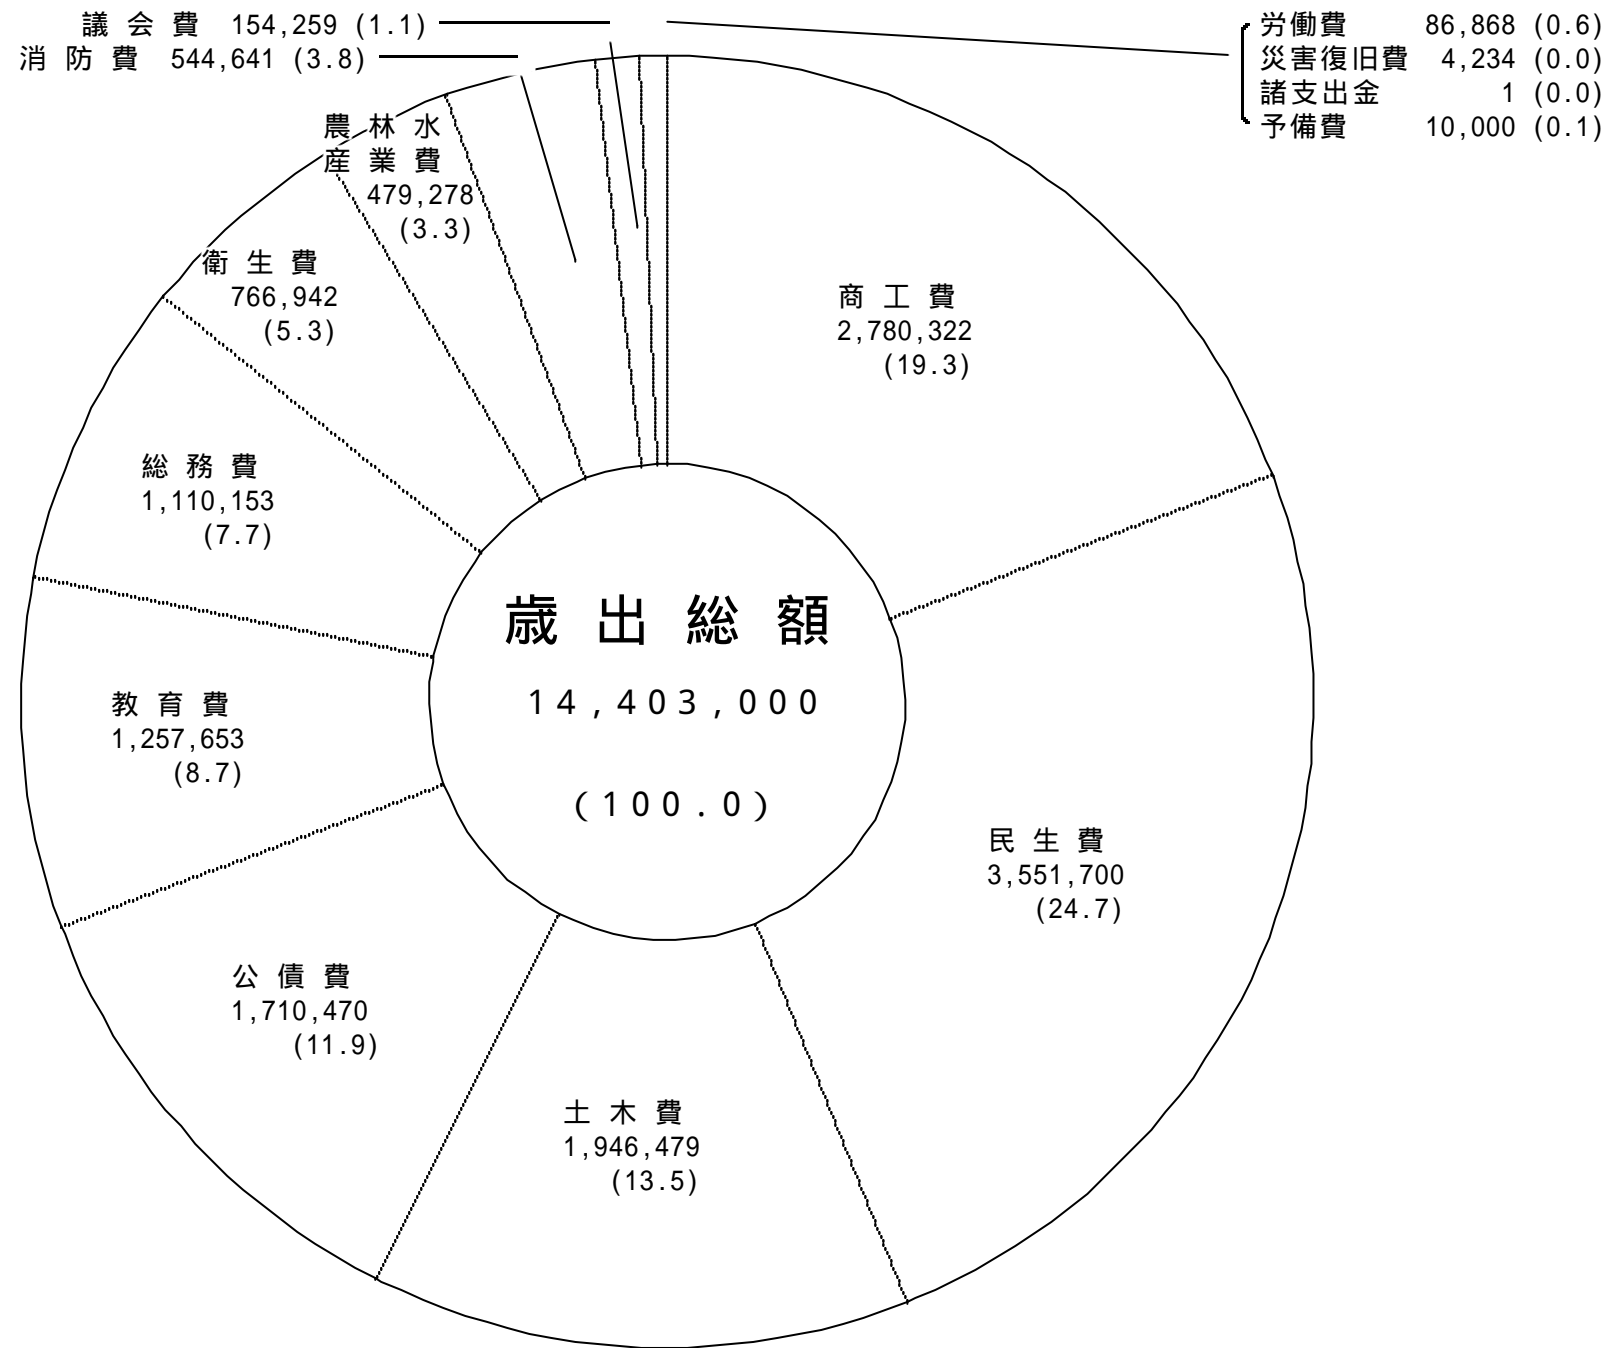 議会費 154,259 (1.1)
消防費 544,641 (3.8)
労働費 86,868 (0.6)
災害復旧費 4,234 (0.0)
諸支出金 1 (0.0)
予備費 10,000 (0.1)
農林水
産業費
479,278
(3.3)
衛生費
766,942
(5.3)
商工費
2,780,322
(19.3)
総務費
1,110,153
(7.7)
歳出総額
14,403,000
(100.0)
教育費
1,257,653
(8.7)
民生費
3,551,700
(24.7)
公債費
1,710,470
(11.9)
土木費
1,946,479
(13.5)